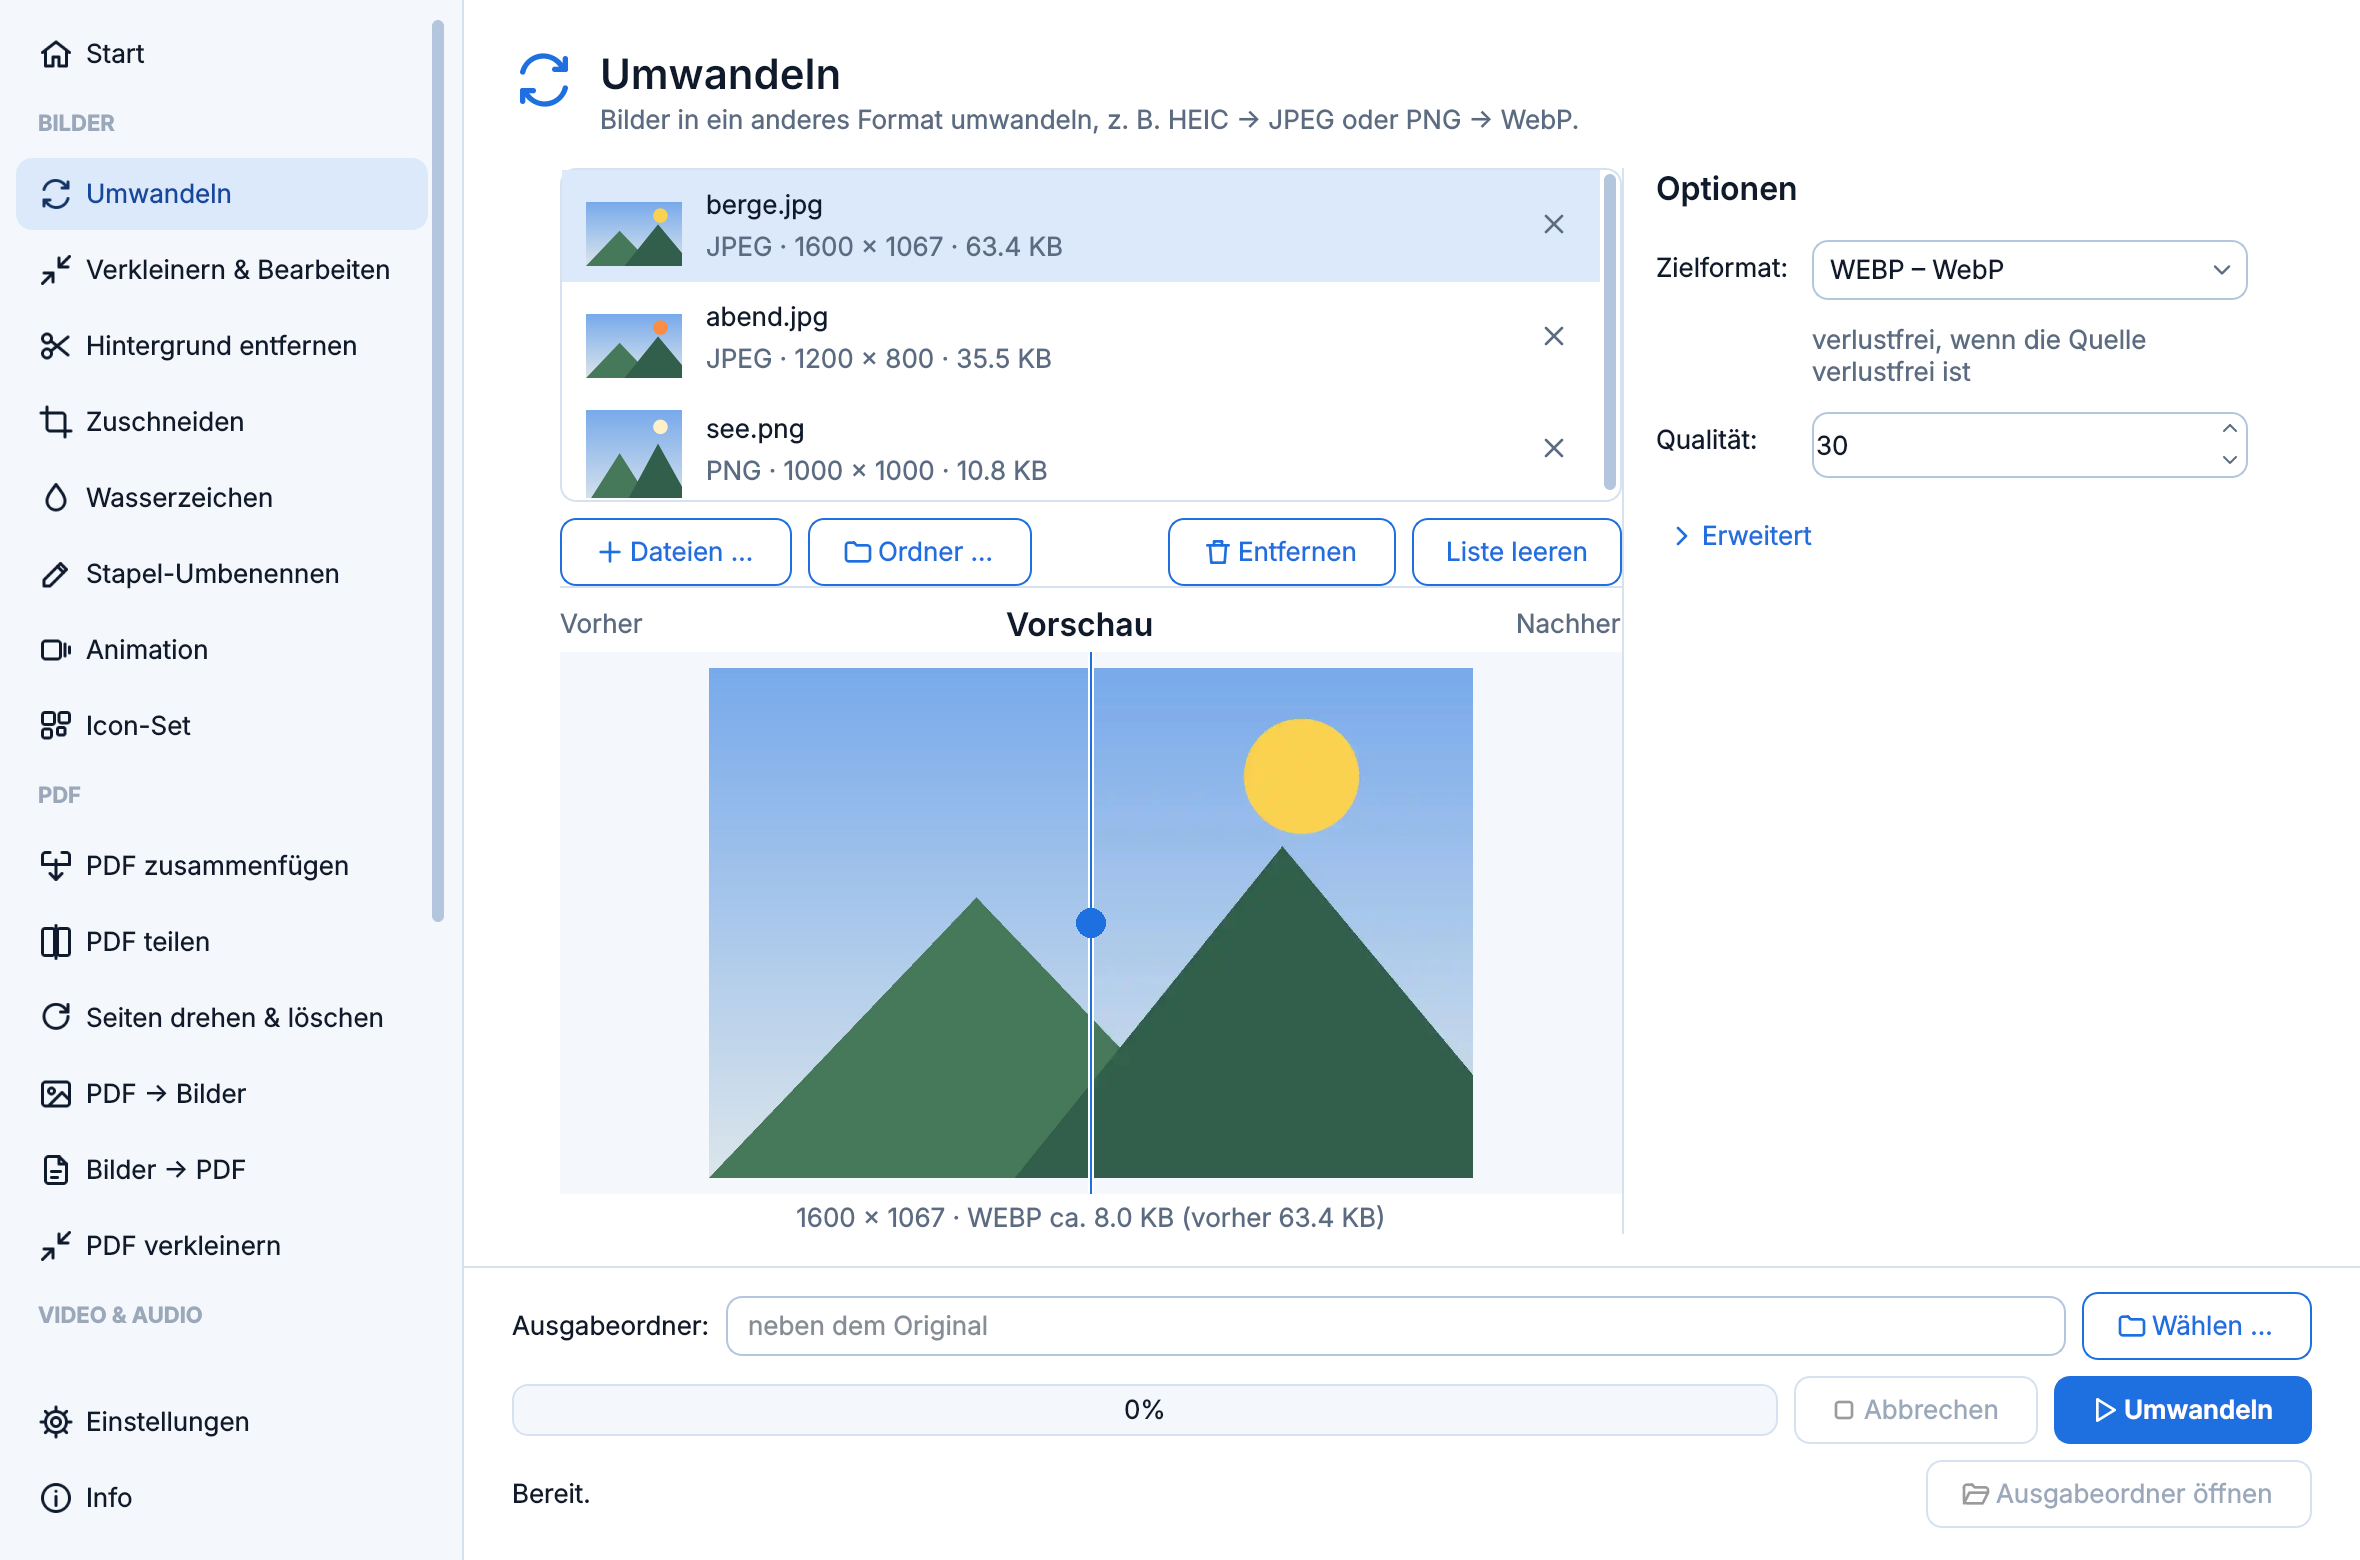 Start
BILDER
Umwandeln
Verkleinern & Bearbeiten
Hintergrund entfernen
Zuschneiden
Wasserzeichen
Stapel-Umbenennen
Animation
Icon-Set
PDF
PDF zusammenfügen
PDF teilen
Seiten drehen & löschen
PDF → Bilder
Bilder → PDF
PDF verkleinern
VIDEO & AUDIO
Einstellungen
Info
Umwandeln
Bilder in ein anderes Format umwandeln, z. B. HEIC → JPEG oder PNG → WebP.
berge.jpg
JPEG · 1600 × 1067 · 63.4 KB
abend.jpg
JPEG · 1200 × 800 · 35.5 KB
see.png
PNG · 1000 × 1000 · 10.8 KB
Dateien ... Ordner ... Entfernen Liste leeren
Vorher Vorschau Nachher
1600 × 1067 · WEBP ca. 8.0 KB (vorher 63.4 KB)
Optionen
Zielformat: WEBP – WebP
verlustfrei, wenn die Quelle
verlustfrei ist
Qualität: 30
Erweitert
Ausgabeordner: neben dem Original Wählen ...
0% Abbrechen Umwandeln
Bereit. Ausgabeordner öffnen